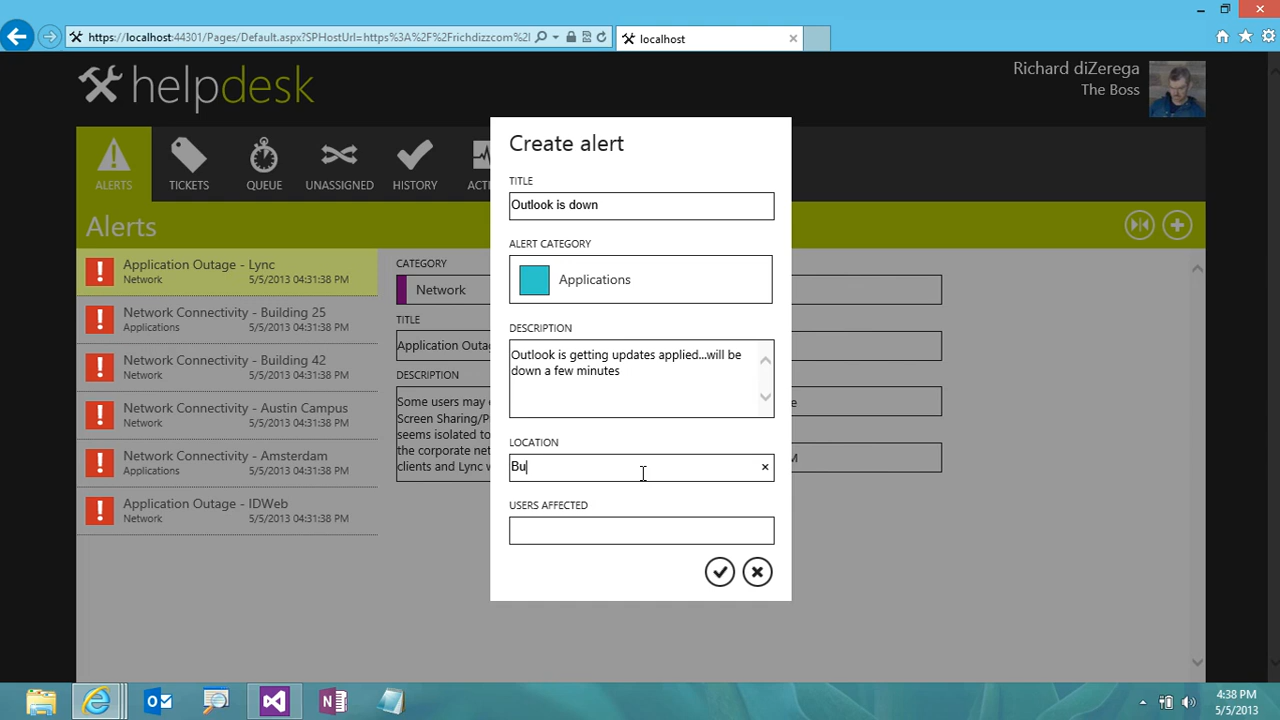 https://localhost:44301/Pages/Default.aspx?SPHostUrl=https%3A%2F%2Frichdizzcom%2
localhost
helpdesk
Richard diZerega
The Boss
ALERTS
TICKETS
QUEUE
UNASSIGNED
HISTORY
ACTI
Alerts
Application Outage - Lync
Network 5/5/2013 04:31:38 PM
Network Connectivity - Building 25
Applications 5/5/2013 04:31:38 PM
Network Connectivity - Building 42
Network 5/5/2013 04:31:38 PM
Network Connectivity - Austin Campus
Network 5/5/2013 04:31:38 PM
Network Connectivity - Amsterdam
Applications 5/5/2013 04:31:38 PM
Application Outage - IDWeb
Network 5/5/2013 04:31:38 PM
CATEGORY
Network
TITLE
Application Outa
DESCRIPTION
Some users may
Screen Sharing/P
seems isolated to
the corporate net
clients and Lync w
Create alert
TITLE
Outlook is down
ALERT CATEGORY
Applications
DESCRIPTION
Outlook is getting updates applied...will be
down a few minutes
LOCATION
Bu
USERS AFFECTED
4:38 PM
5/5/2013